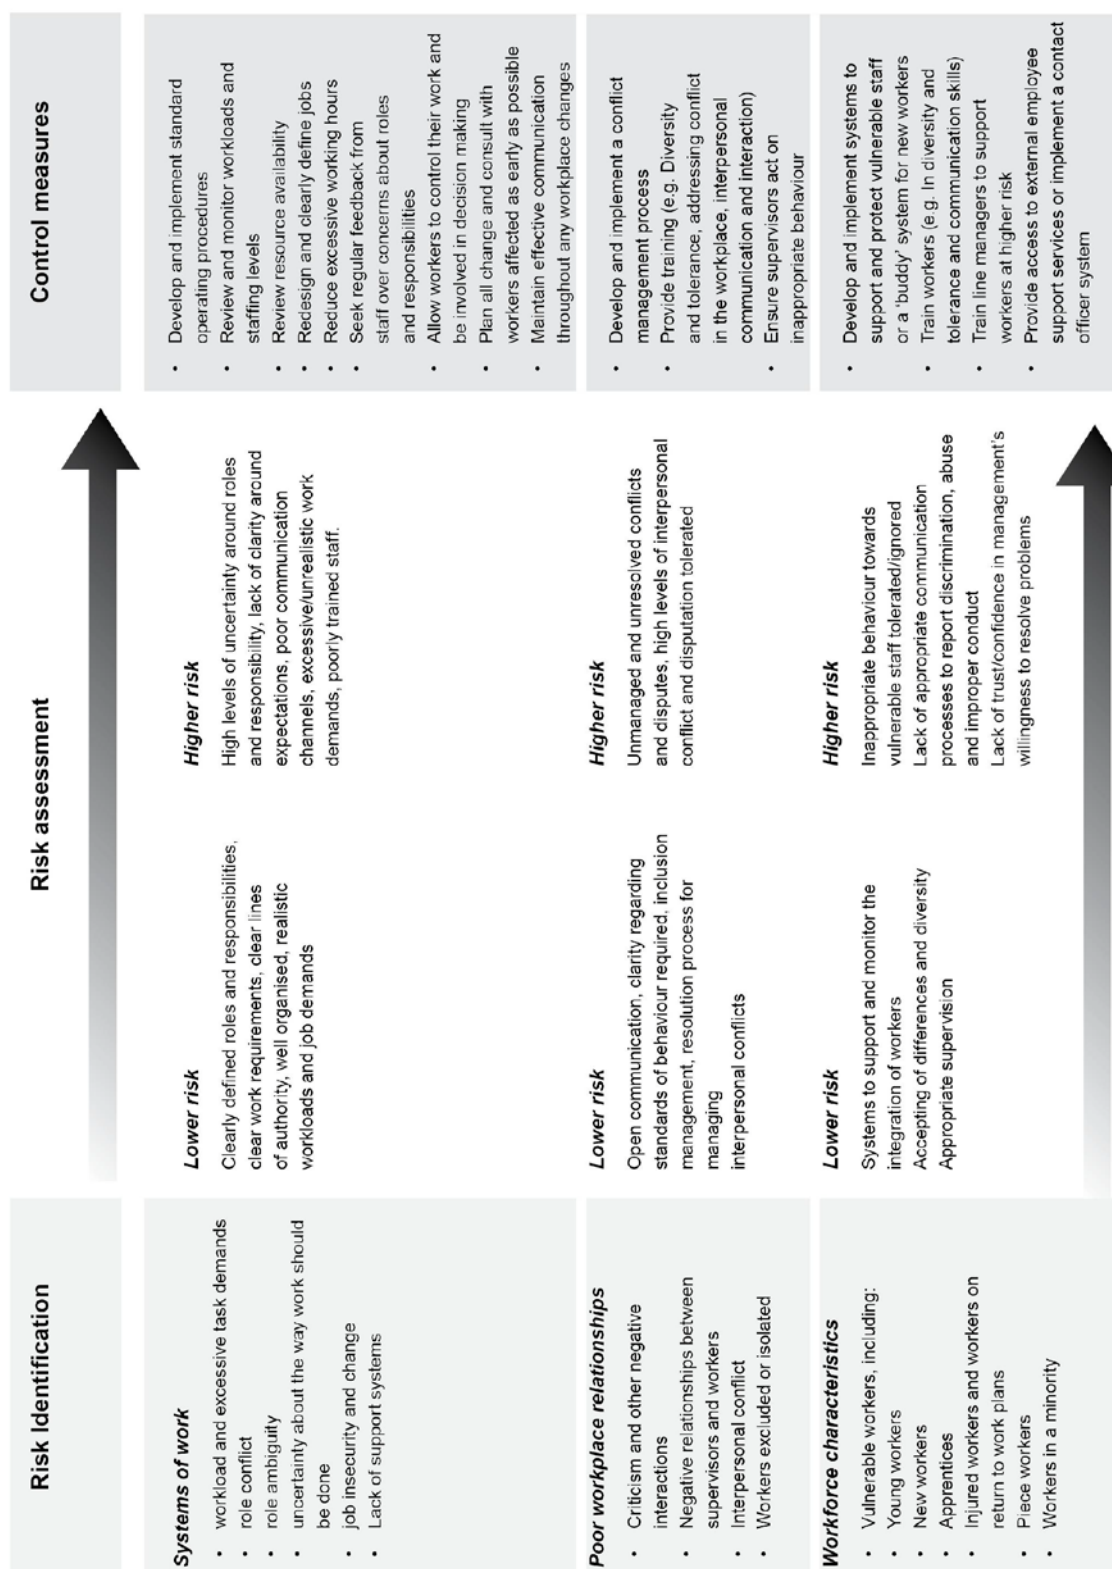 Risk Identification
Risk assessment
Control measures
Systems of work
• workload and excessive task demands
• role conflict
• role ambiguity
• uncertainty about the way work should
be done
• job insecurity and change
• Lack of support systems
Lower risk
Clearly defined roles and responsibilities,
clear work requirements, clear lines
of authority, well organised, realistic
workloads and job demands
Higher risk
High levels of uncertainty around roles
and responsibility, lack of clarity around
expectations, poor communication
channels, excessive/unrealistic work
demands, poorly trained staff.
• Develop and implement standard
operating procedures
• Review and monitor workloads and
staffing levels
• Review resource availability
• Redesign and clearly define jobs
• Reduce excessive working hours
• Seek regular feedback from
staff over concerns about roles
and responsibilities
• Allow workers to control their work and
be involved in decision making
• Plan all change and consult with
workers affected as early as possible
• Maintain effective communication
throughout any workplace changes
Poor workplace relationships
• Criticism and other negative
interactions
• Negative relationships between
supervisors and workers
• Interpersonal conflict
• Workers excluded or isolated
Lower risk
Open communication, clarity regarding
standards of behaviour required, inclusion
management, resolution process for
managing
interpersonal conflicts
Higher risk
Unmanaged and unresolved conflicts
and disputes, high levels of interpersonal
conflict and disputation tolerated
• Develop and implement a conflict
management process
• Provide training (e.g. Diversity
and tolerance, addressing conflict
in the workplace, interpersonal
communication and interaction)
• Ensure supervisors act on
inappropriate behaviour
Workforce characteristics
• Vulnerable workers, including:
• Young workers
• New workers
• Apprentices
• Injured workers and workers on
return to work plans
• Piece workers
• Workers in a minority
Lower risk
Systems to support and monitor the
integration of workers
Accepting of differences and diversity
Appropriate supervision
Higher risk
Inappropriate behaviour towards
vulnerable staff tolerated/ignored
Lack of appropriate communication
processes to report discrimination, abuse
and improper conduct
Lack of trust/confidence in management's
willingness to resolve problems
• Develop and implement systems to
support and protect vulnerable staff
or a 'buddy' system for new workers
• Train workers (e.g. In diversity and
tolerance and communication skills)
• Train line managers to support
workers at higher risk
• Provide access to external employee
support services or implement a contact
officer system